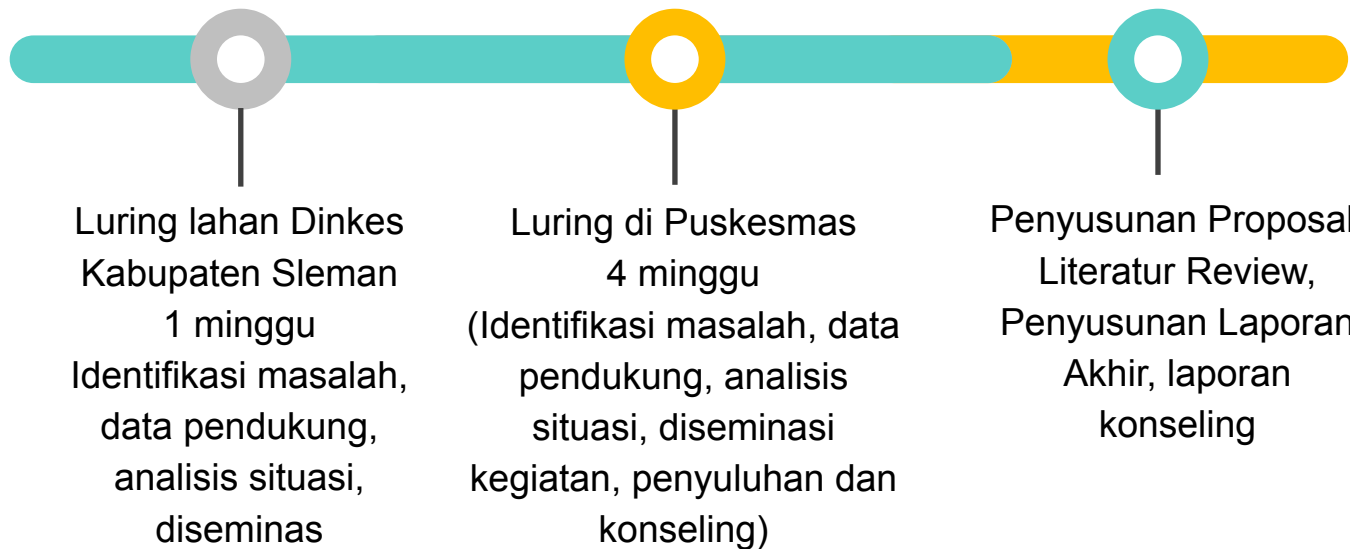 Luring lahan Dinkes
Kabupaten Sleman
1 minggu
Identifikasi masalah,
data pendukung,
analisis situasi,
diseminas
Luring di Puskesmas
4 minggu
(Identifikasi masalah, data
pendukung, analisis
situasi, diseminasi
kegiatan, penyuluhan dan
konseling)
Penyusunan Proposal
Literatur Review,
Penyusunan Laporan
Akhir, laporan
konseling